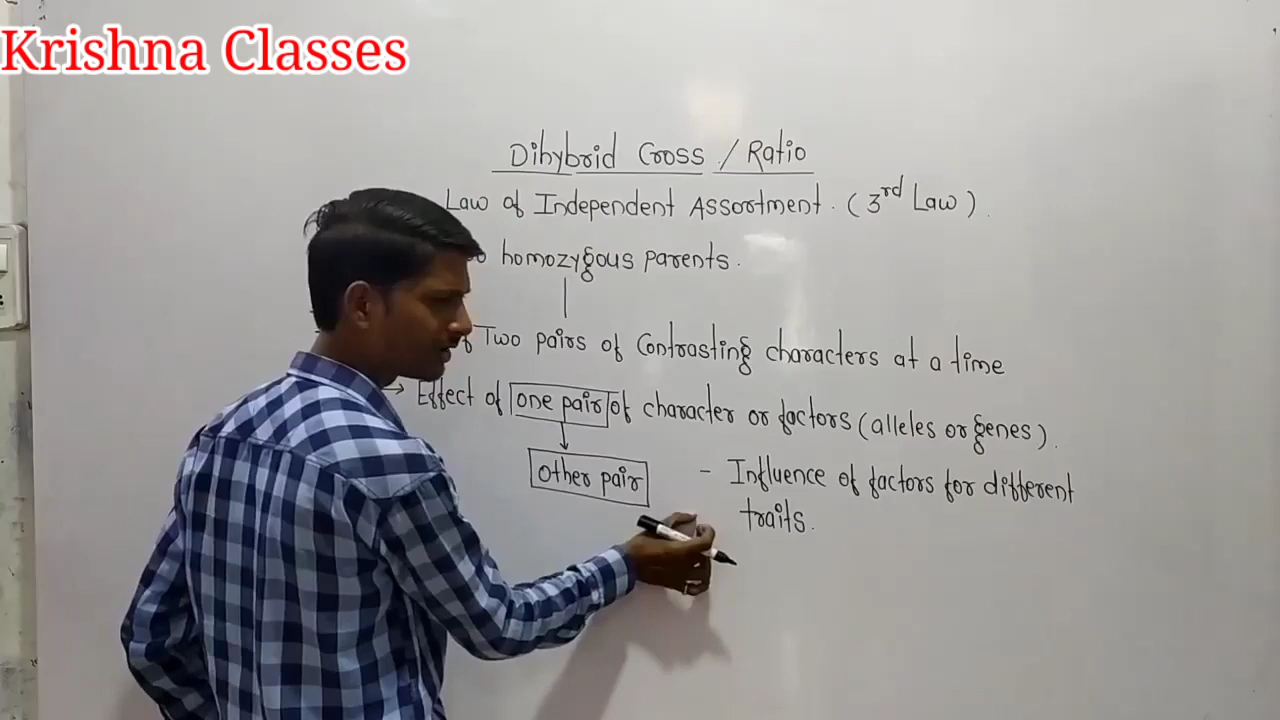 Krishna Classes
Dihybrid Cross / Ratio
Law of Independent Assortment. (3rd Law).
homozygous parents.
Two pairs of Contrasting characters at a time
→ Effect of one pair of character or factors (alleles or genes).
Other pair
- Influence of factors for different
traits.